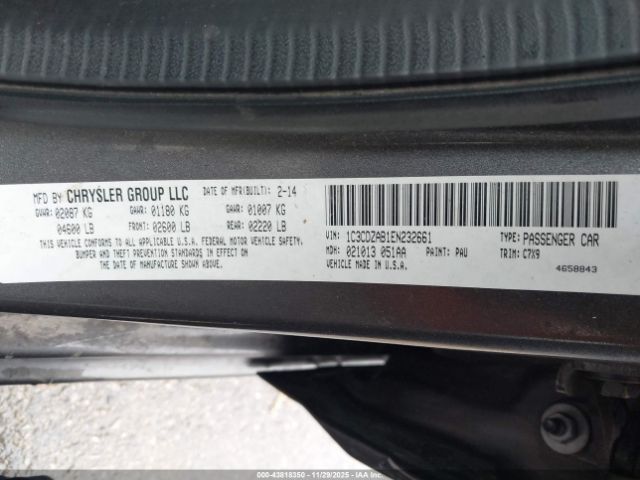 MFD BY CHRYSLER GROUP LLC DATE OF MFR(BUILT): 2-14
GVWR: 02087 KG GAWR: 01180 KG GAWR: 01007 KG
04600 LB FRONT: 02600 LB REAR: 02220 LB
THIS VEHICLE CONFORMS TO ALL APPLICABLE U.S.A. FEDERAL MOTOR VEHICLE SAFETY,
BUMPER AND THEFT PREVENTION STANDARDS IN EFFECT ON
THE DATE OF MANUFACTURE SHOWN ABOVE.
VIN: 1C3CDZAB1EN232661 TYPE: PASSENGER CAR
MDH: 021013 051AA PAINT: PAU TRIM: C7X9
VEHICLE MADE IN U.S.A. 4658843
000-43818350 - 11/29/2025 - IAAI.com